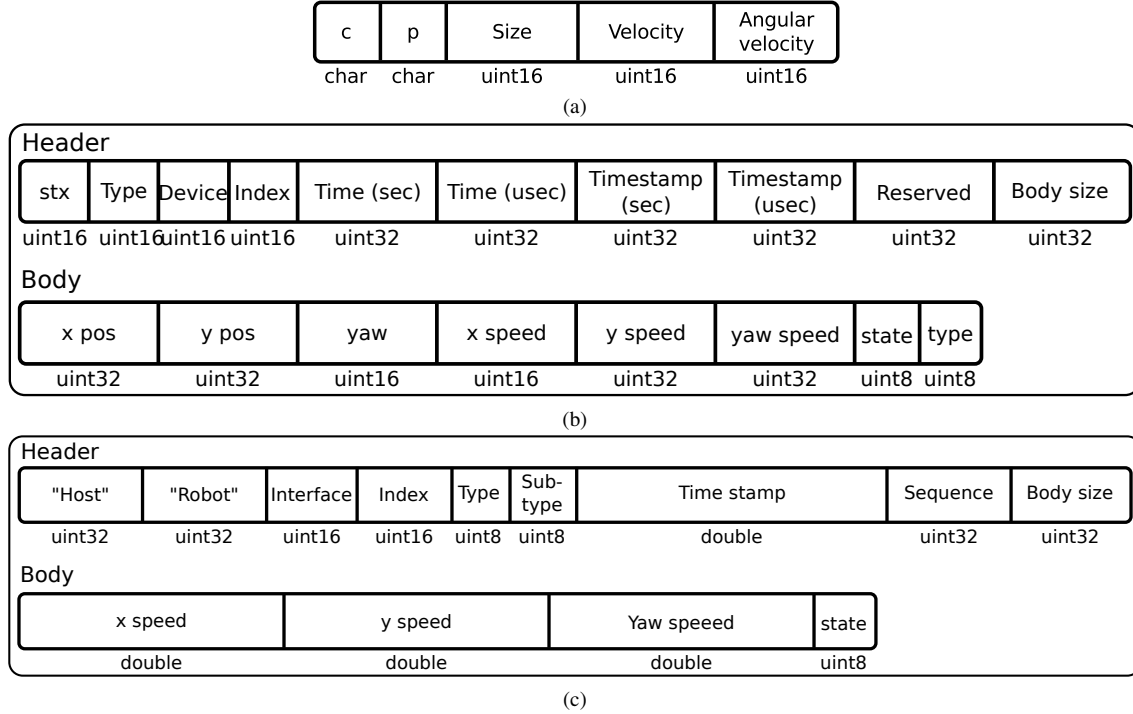 c p Size Velocity Angular
velocity
char char uint16 uint16 uint16
(a)
Header
stx Type Device Index Time (sec) Time (usec) Timestamp
(sec) Timestamp
(usec) Reserved Body size
uint16 uint16 uint16 uint16 uint32 uint32 uint32 uint32 uint32 uint32
Body
x pos y pos yaw x speed y speed yaw speed state type
uint32 uint32 uint16 uint16 uint32 uint32 uint8 uint8
(b)
Header
"Host" "Robot" Interface Index Type Sub-
type Time stamp Sequence Body size
uint32 uint32 uint16 uint16 uint8 uint8 double uint32 uint32
Body
x speed y speed Yaw speeed state
double double double uint8
(c)